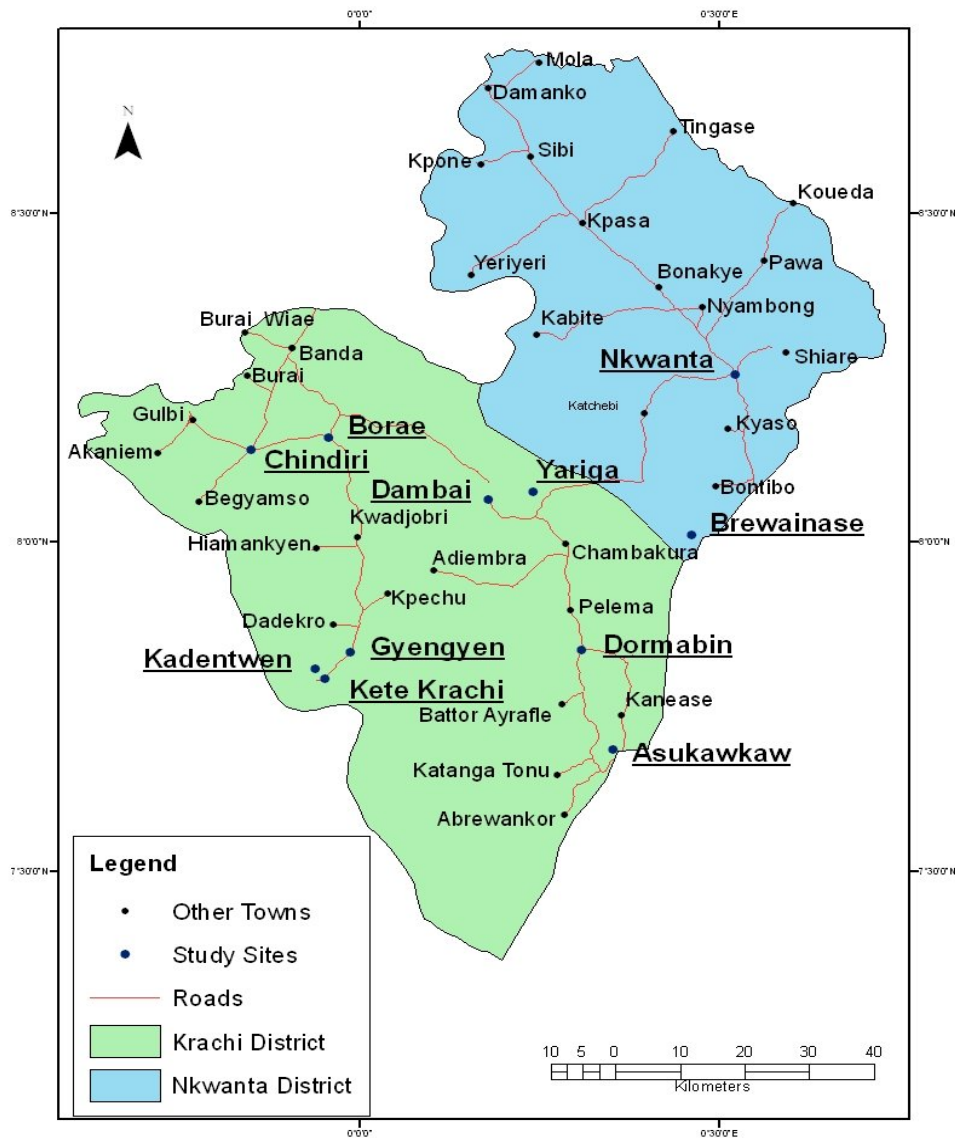 0°0'0"
0°30'0"E
N
Mola
Damanko
Tingase
Sibi
Kpone
Koueda
8°30'0"N
8°30'0"N
Kpasa
Yeriyeri
Pawa
Bonakye
Nyambong
Burai Wiae
Kabite
Banda
Shiare
Nkwanta
Burai
Katchebi
Gulbi
Borae
Kyaso
Akaniem
Chindiri
Yariga
Dambai
Bontibo
Begyamso
Kwadjobri
Brewainase
8°0'0"N
Hiamankyen
8°0'0"N
Adiembra
Chambakura
Kpechu
Pelema
Dadekro
Gyengyen
Dormabin
Kadentwen
Kete Krachi
Kanease
Battor Ayrafle
Asukawkaw
Katanga Tonu
Abrewankor
Legend
7°30'0"N
7°30'0"N
Other Towns
Study Sites
Roads
Krachi District
Nkwanta District
10 5 0 10 20 30 40
Kilometers
0°0'0"
0°30'0"E